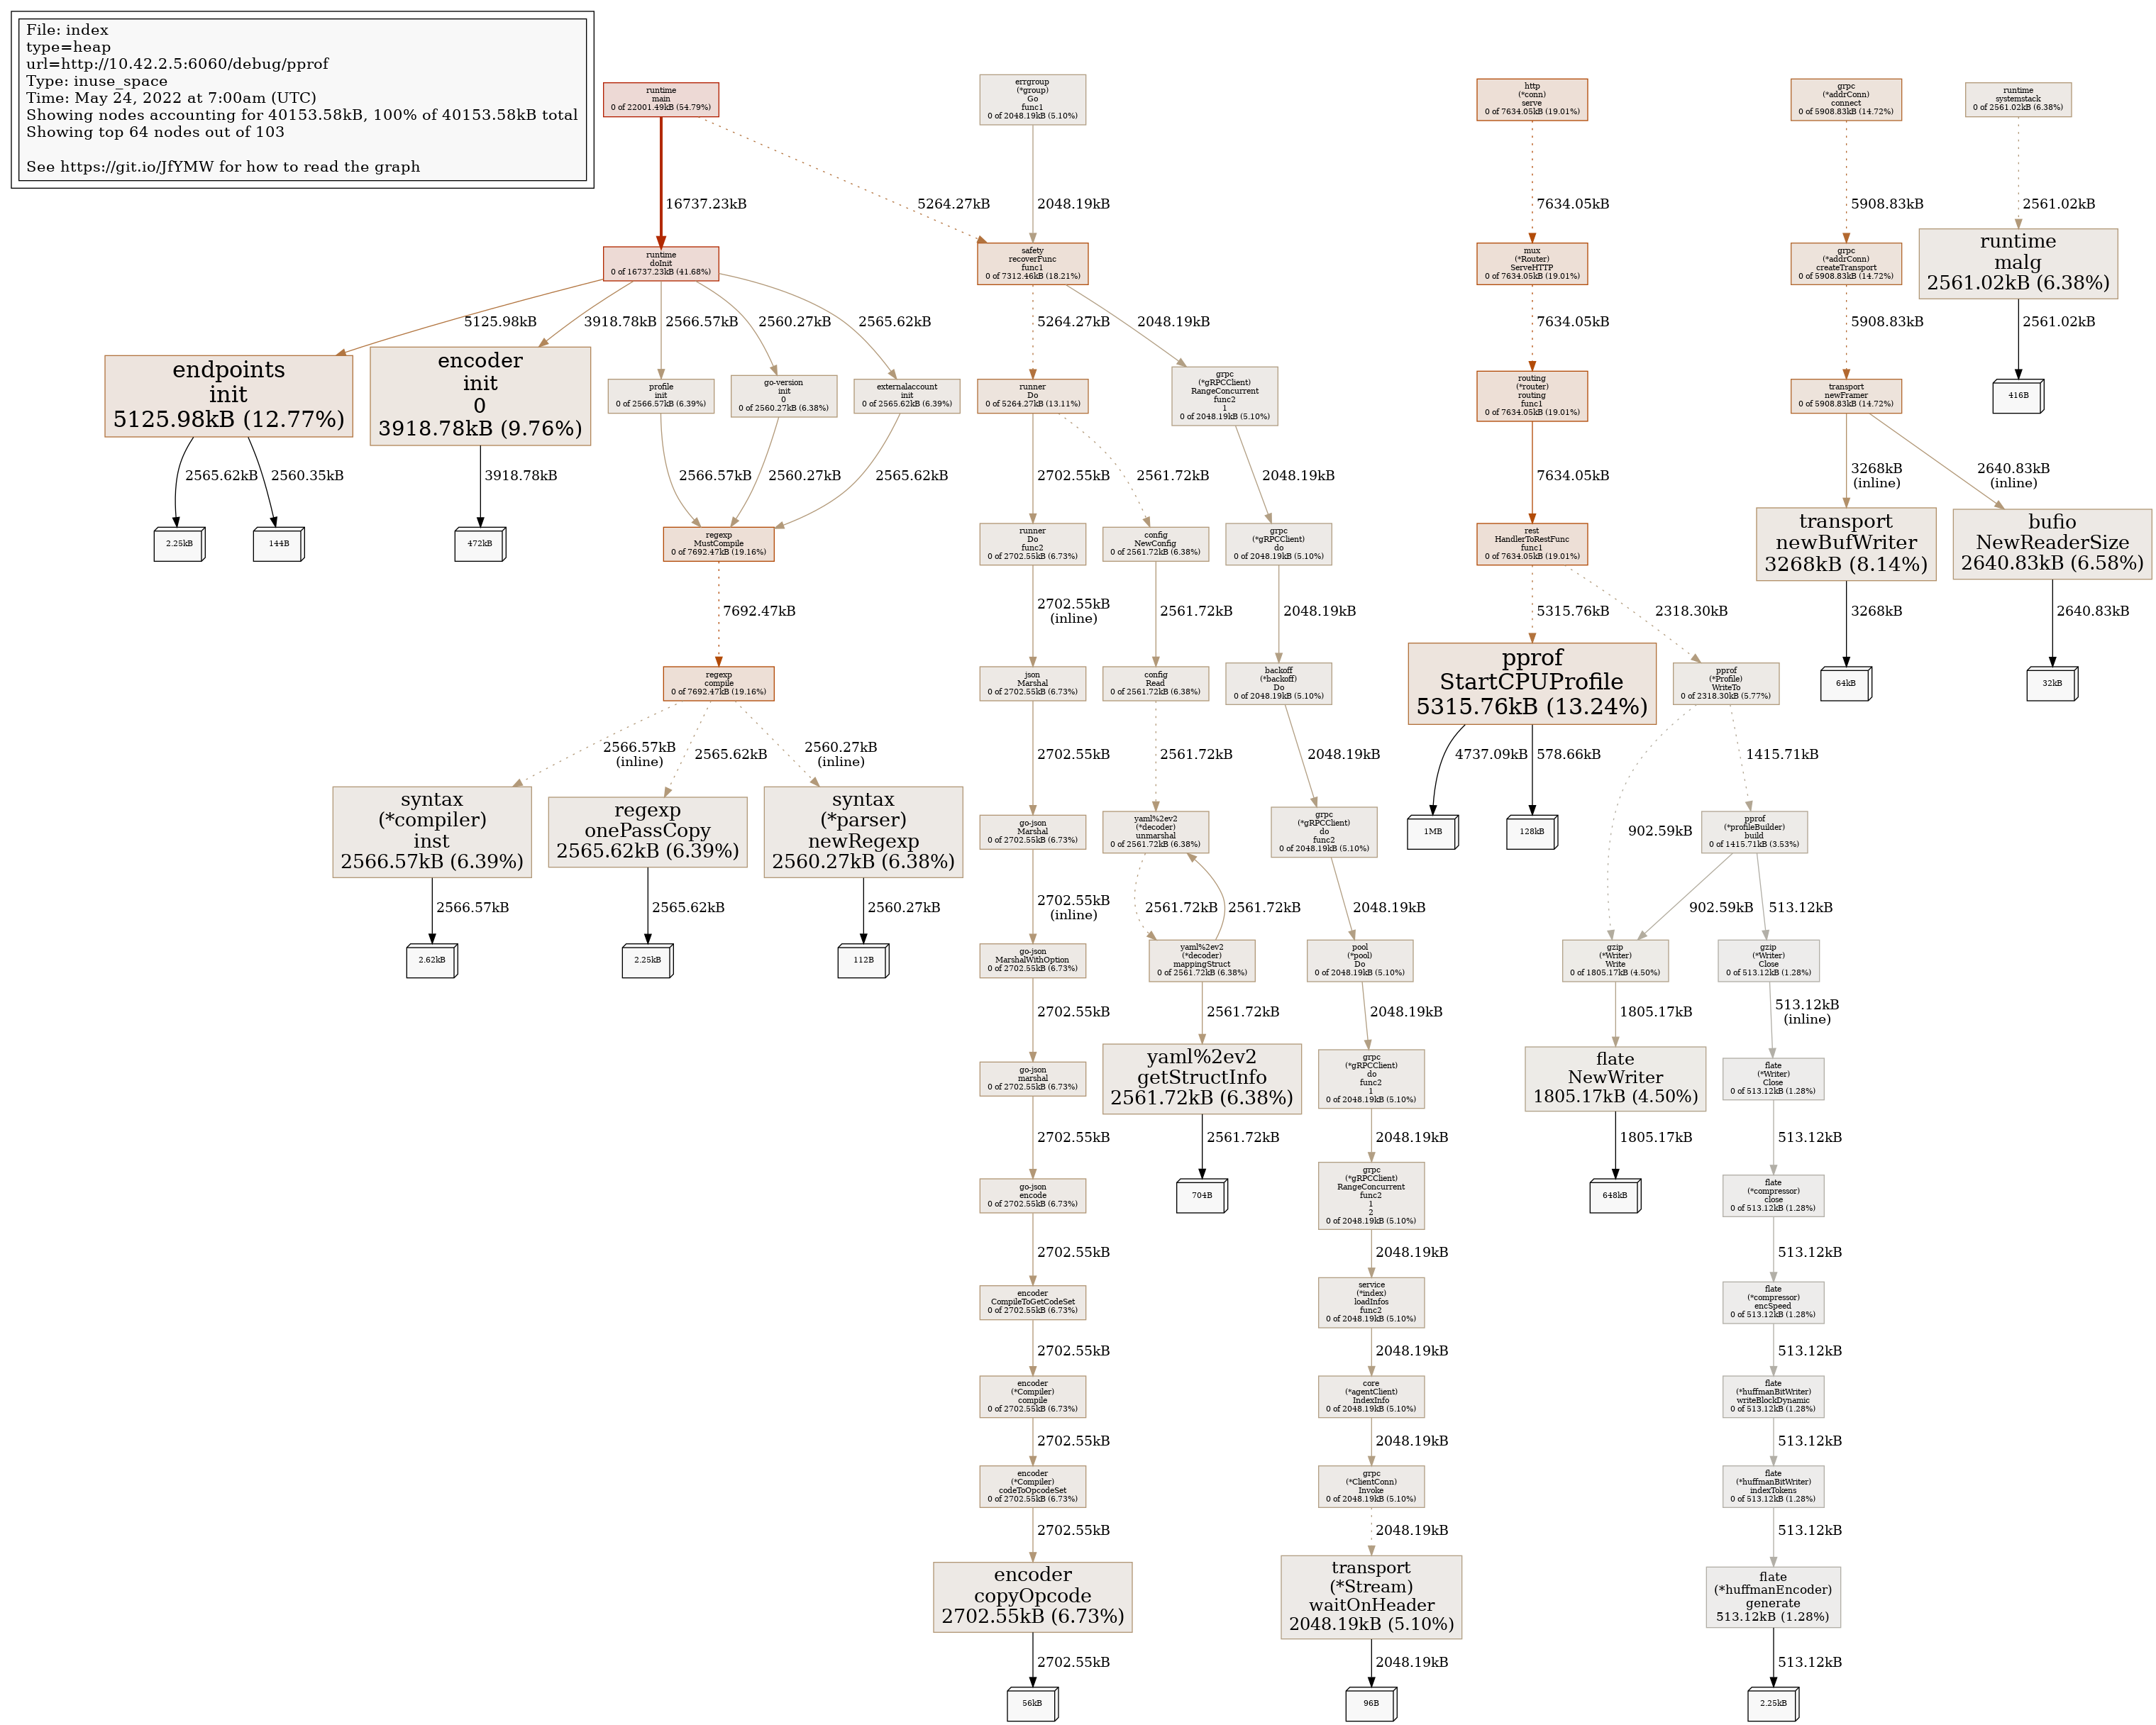 File: index
type=heap
url=http://10.42.2.5:6060/debug/pprof
Type: inuse_space
Time: May 24, 2022 at 7:00am (UTC)
Showing nodes accounting for 40153.58kB, 100% of 40153.58kB total
Showing top 64 nodes out of 103
See https://git.io/JfYMW for how to read the graph
runtime
main
0 of 22001.49kB (54.79%)
errgroup
(*group)
Go
func1
0 of 2048.19kB (5.10%)
http
(*conn)
serve
0 of 7634.05kB (19.01%)
grpc
(*addrConn)
connect
0 of 5908.83kB (14.72%)
runtime
systemstack
0 of 2561.02kB (6.38%)
16737.23kB
5264.27kB
2048.19kB
7634.05kB
5908.83kB
2561.02kB
runtime
doInit
0 of 16737.23kB (41.68%)
safety
recoverFunc
func1
0 of 7312.46kB (18.21%)
mux
(*Router)
ServeHTTP
0 of 7634.05kB (19.01%)
grpc
(*addrConn)
createTransport
0 of 5908.83kB (14.72%)
runtime
malg
2561.02kB (6.38%)
5125.98kB
3918.78kB
2566.57kB
2560.27kB
2565.62kB
5264.27kB
2048.19kB
7634.05kB
5908.83kB
2561.02kB
endpoints
init
5125.98kB (12.77%)
encoder
init
0
3918.78kB (9.76%)
profile
init
0 of 2566.57kB (6.39%)
go-version
init
0
0 of 2560.27kB (6.38%)
externalaccount
init
0 of 2565.62kB (6.39%)
runner
Do
0 of 5264.27kB (13.11%)
grpc
(*gRPCClient)
RangeConcurrent
func2
1
0 of 2048.19kB (5.10%)
routing
(*router)
routing
func1
0 of 7634.05kB (19.01%)
transport
newFramer
0 of 5908.83kB (14.72%)
416B
2565.62kB
2560.35kB
3918.78kB
2566.57kB
2560.27kB
2565.62kB
2702.55kB
2561.72kB
2048.19kB
7634.05kB
3268kB
(inline)
2640.83kB
(inline)
2.25kB
144B
472kB
regexp
MustCompile
0 of 7692.47kB (19.16%)
runner
Do
func2
0 of 2702.55kB (6.73%)
config
NewConfig
0 of 2561.72kB (6.38%)
grpc
(*gRPCClient)
do
0 of 2048.19kB (5.10%)
rest
HandlerToRestFunc
func1
0 of 7634.05kB (19.01%)
transport
newBufWriter
3268kB (8.14%)
bufio
NewReaderSize
2640.83kB (6.58%)
7692.47kB
2702.55kB
(inline)
2561.72kB
2048.19kB
5315.76kB
2318.30kB
3268kB
2640.83kB
regexp
compile
0 of 7692.47kB (19.16%)
json
Marshal
0 of 2702.55kB (6.73%)
config
Read
0 of 2561.72kB (6.38%)
backoff
(*backoff)
Do
0 of 2048.19kB (5.10%)
pprof
StartCPUProfile
5315.76kB (13.24%)
pprof
(*Profile)
WriteTo
0 of 2318.30kB (5.77%)
64kB
32kB
2566.57kB
(inline)
2565.62kB
2560.27kB
(inline)
2702.55kB
2561.72kB
2048.19kB
4737.09kB
578.66kB
902.59kB
1415.71kB
syntax
(*compiler)
inst
2566.57kB (6.39%)
regexp
onePassCopy
2565.62kB (6.39%)
syntax
(*parser)
newRegexp
2560.27kB (6.38%)
go-json
Marshal
0 of 2702.55kB (6.73%)
yaml%2ev2
(*decoder)
unmarshal
0 of 2561.72kB (6.38%)
grpc
(*gRPCClient)
do
func2
0 of 2048.19kB (5.10%)
1MB
128kB
pprof
(*profileBuilder)
build
0 of 1415.71kB (3.53%)
2566.57kB
2565.62kB
2560.27kB
2702.55kB
(inline)
2561.72kB
2561.72kB
2048.19kB
902.59kB
513.12kB
2.62kB
2.25kB
112B
go-json
MarshalWithOption
0 of 2702.55kB (6.73%)
yaml%2ev2
(*decoder)
mappingStruct
0 of 2561.72kB (6.38%)
pool
(*pool)
Do
0 of 2048.19kB (5.10%)
gzip
(*Writer)
Write
0 of 1805.17kB (4.50%)
gzip
(*Writer)
Close
0 of 513.12kB (1.28%)
2702.55kB
2561.72kB
2048.19kB
1805.17kB
513.12kB
(inline)
go-json
marshal
0 of 2702.55kB (6.73%)
yaml%2ev2
getStructInfo
2561.72kB (6.38%)
grpc
(*gRPCClient)
do
func2
1
0 of 2048.19kB (5.10%)
flate
NewWriter
1805.17kB (4.50%)
flate
(*Writer)
Close
0 of 513.12kB (1.28%)
2702.55kB
2561.72kB
2048.19kB
1805.17kB
513.12kB
go-json
encode
0 of 2702.55kB (6.73%)
704B
grpc
(*gRPCClient)
RangeConcurrent
func2
1
2
0 of 2048.19kB (5.10%)
648kB
flate
(*compressor)
close
0 of 513.12kB (1.28%)
2702.55kB
2048.19kB
513.12kB
encoder
CompileToGetCodeSet
0 of 2702.55kB (6.73%)
service
(*index)
loadInfos
func2
0 of 2048.19kB (5.10%)
flate
(*compressor)
encSpeed
0 of 513.12kB (1.28%)
2702.55kB
2048.19kB
513.12kB
encoder
(*Compiler)
compile
0 of 2702.55kB (6.73%)
core
(*agentClient)
IndexInfo
0 of 2048.19kB (5.10%)
flate
(*huffmanBitWriter)
writeBlockDynamic
0 of 513.12kB (1.28%)
2702.55kB
2048.19kB
513.12kB
encoder
(*Compiler)
codeToOpcodeSet
0 of 2702.55kB (6.73%)
grpc
(*ClientConn)
Invoke
0 of 2048.19kB (5.10%)
flate
(*huffmanBitWriter)
indexTokens
0 of 513.12kB (1.28%)
2702.55kB
2048.19kB
513.12kB
encoder
copyOpcode
2702.55kB (6.73%)
transport
(*Stream)
waitOnHeader
2048.19kB (5.10%)
flate
(*huffmanEncoder)
generate
513.12kB (1.28%)
2702.55kB
2048.19kB
513.12kB
56kB
96B
2.25kB